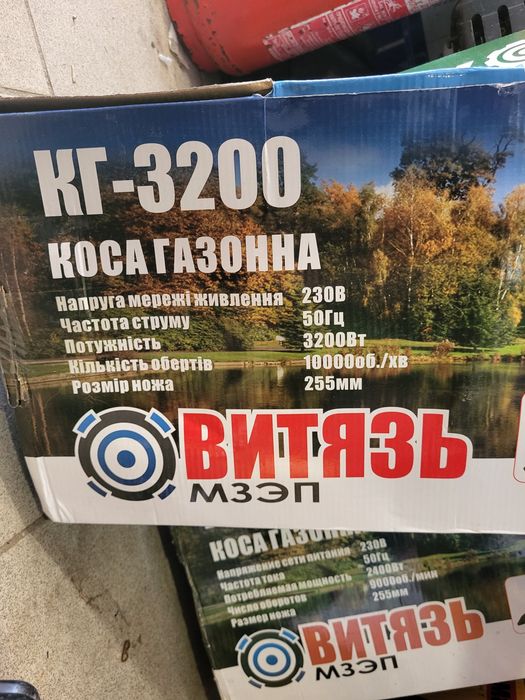 КГ-3200
КОСА ГАЗОННА
Напруга мережі живлення 230В
Частота струму 50Гц
Потужність 3200Вт
Кількість обертів 10000об./хв
Розмір ножа 255мм
ВИТЯЗЬ
МЗЭП
КОСА ГАЗОННА
Напряжение сети питания 230В
Частота тока 50Гц
Потребляемая мощность 2400Вт
Число оборотов 9000об./мин
Размер ножа 255мм
ВИТЯЗЬ
МЗЭП